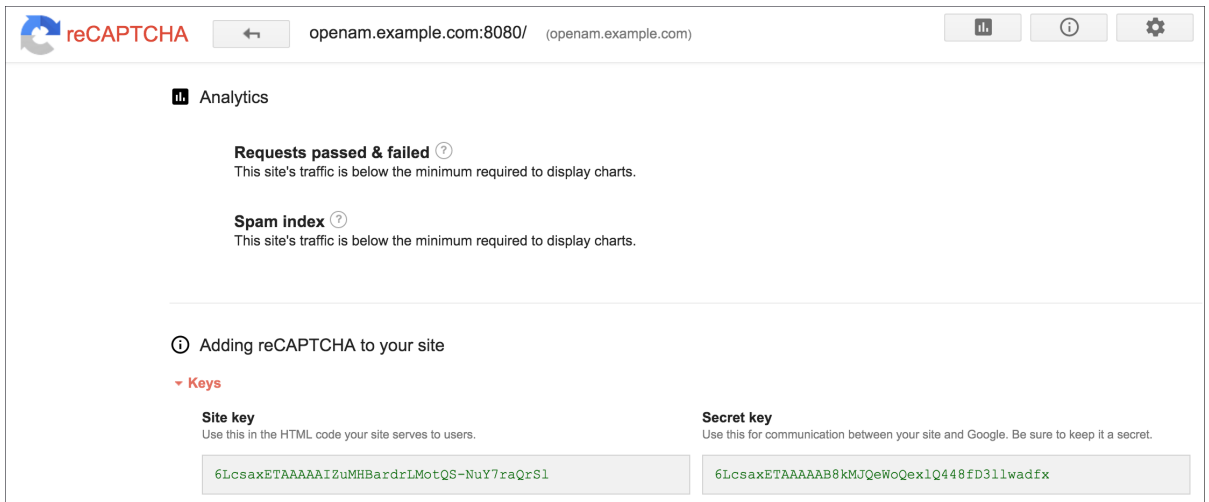 reCAPTCHA openam.example.com:8080/ (openam.example.com)
Analytics
Requests passed & failed ?
This site's traffic is below the minimum required to display charts.
Spam index ?
This site's traffic is below the minimum required to display charts.
Adding reCAPTCHA to your site
Keys
Site key
Use this in the HTML code your site serves to users.
6LcsaxETAAAAAIZuMHBardrLMotQS-NuY7raQrSl
Secret key
Use this for communication between your site and Google. Be sure to keep it a secret.
6LcsaxETAAAAAB8kMJQeWoQexlQ448fD3llwadfx